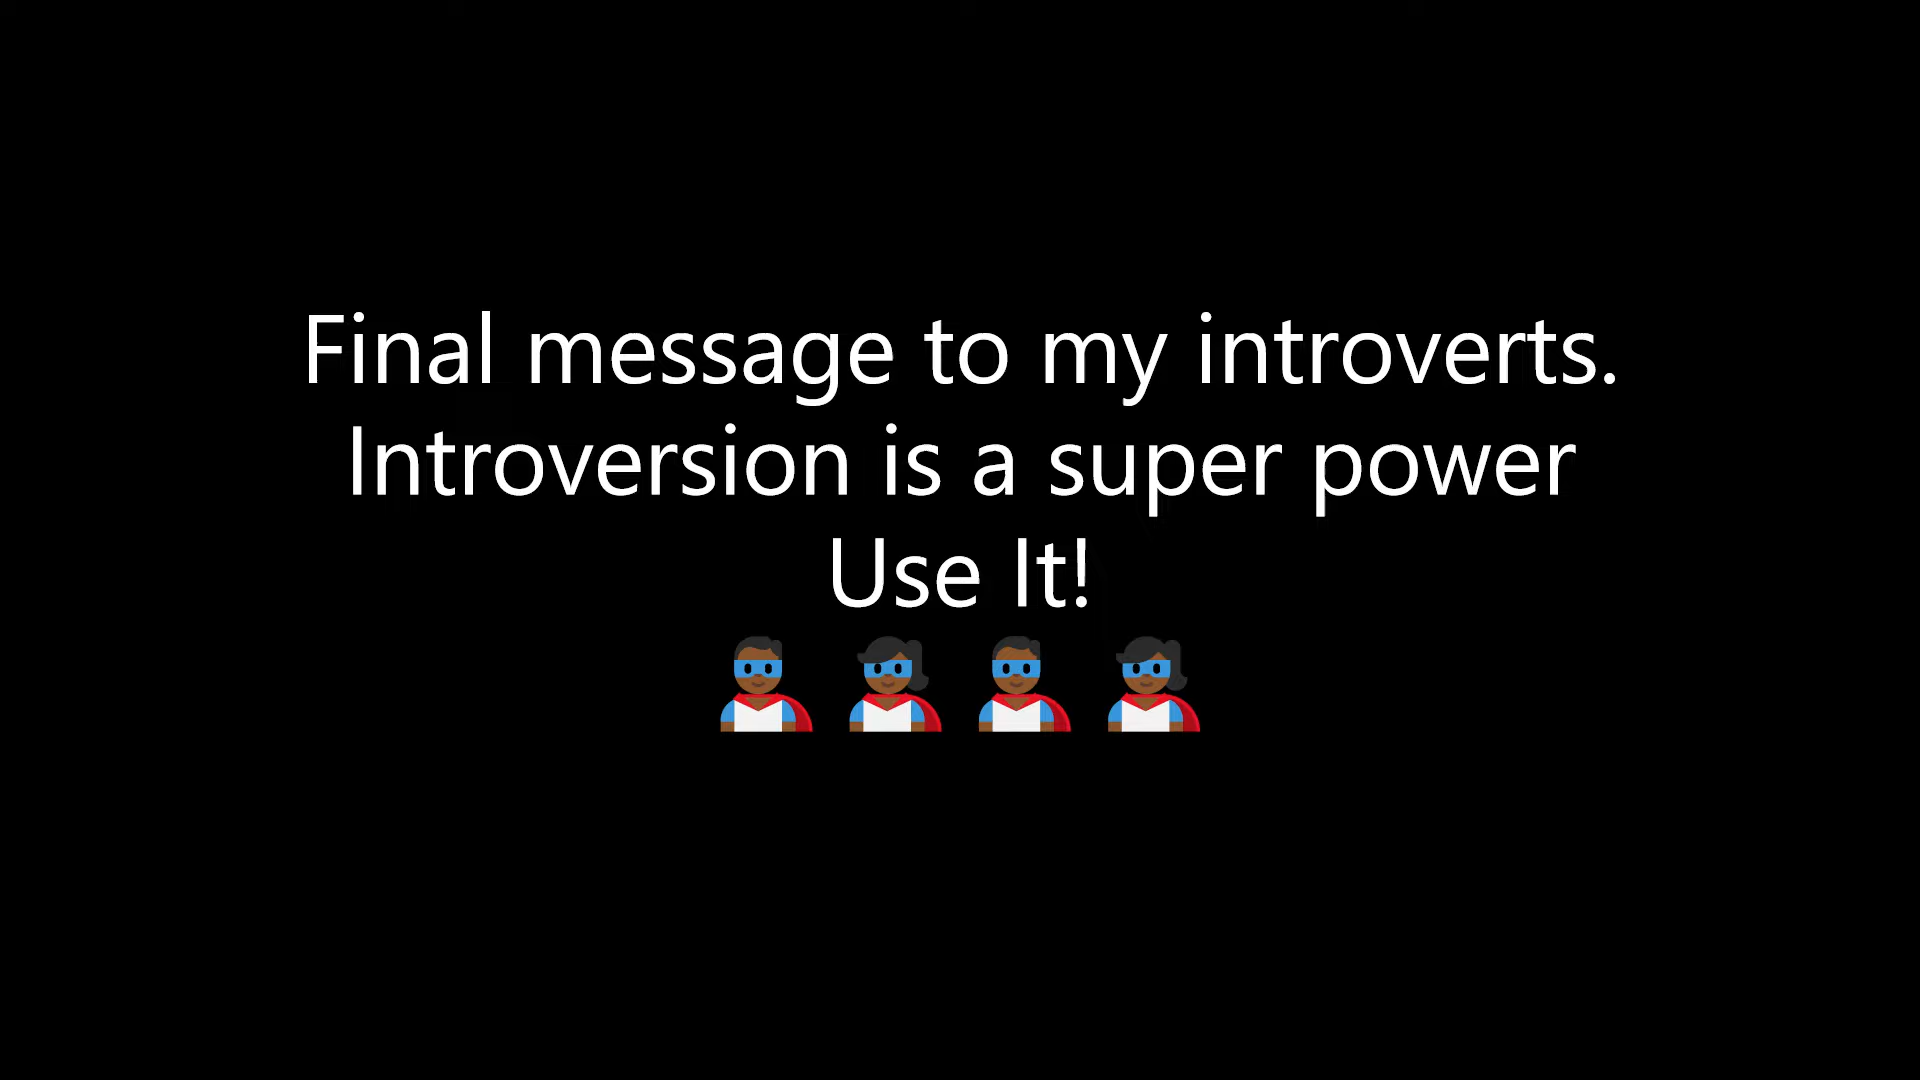 Final message to my introverts.
Introversion is a super power
Use It!